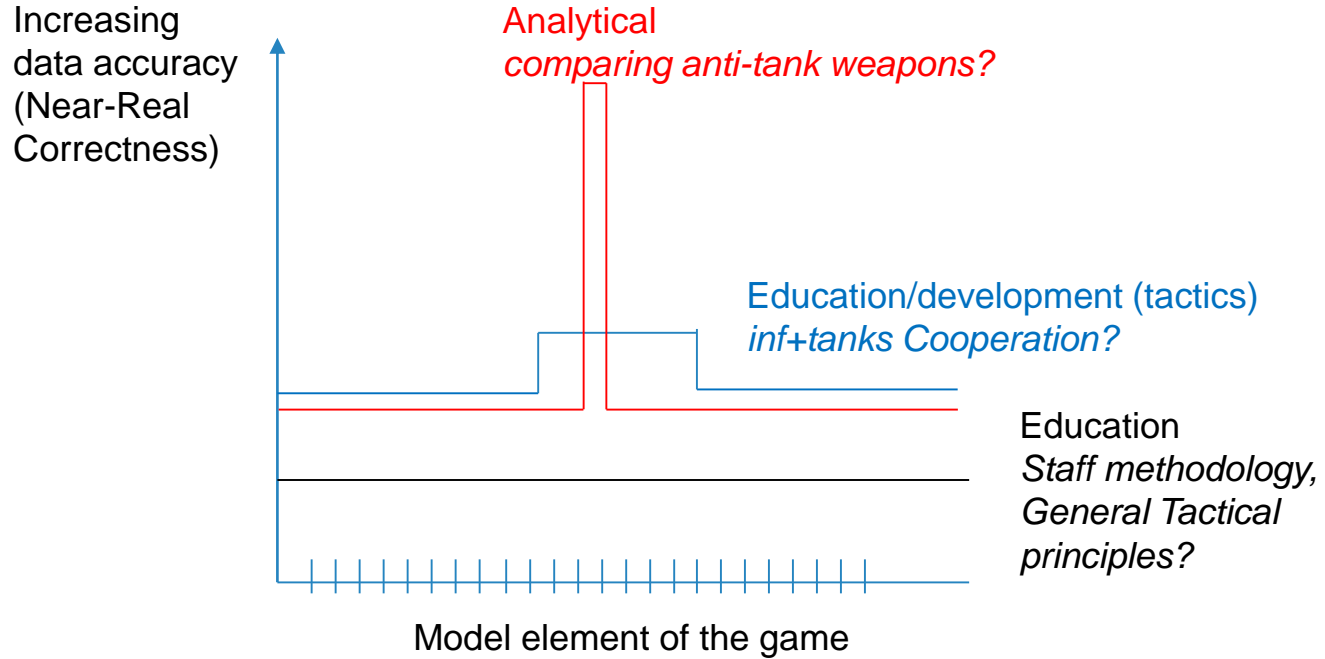 Increasing
data accuracy
(Near-Real
Correctness)
Analytical
comparing anti-tank weapons?
Education/development (tactics)
inf+tanks Cooperation?
Education
Staff methodology,
General Tactical
principles?
Model element of the game